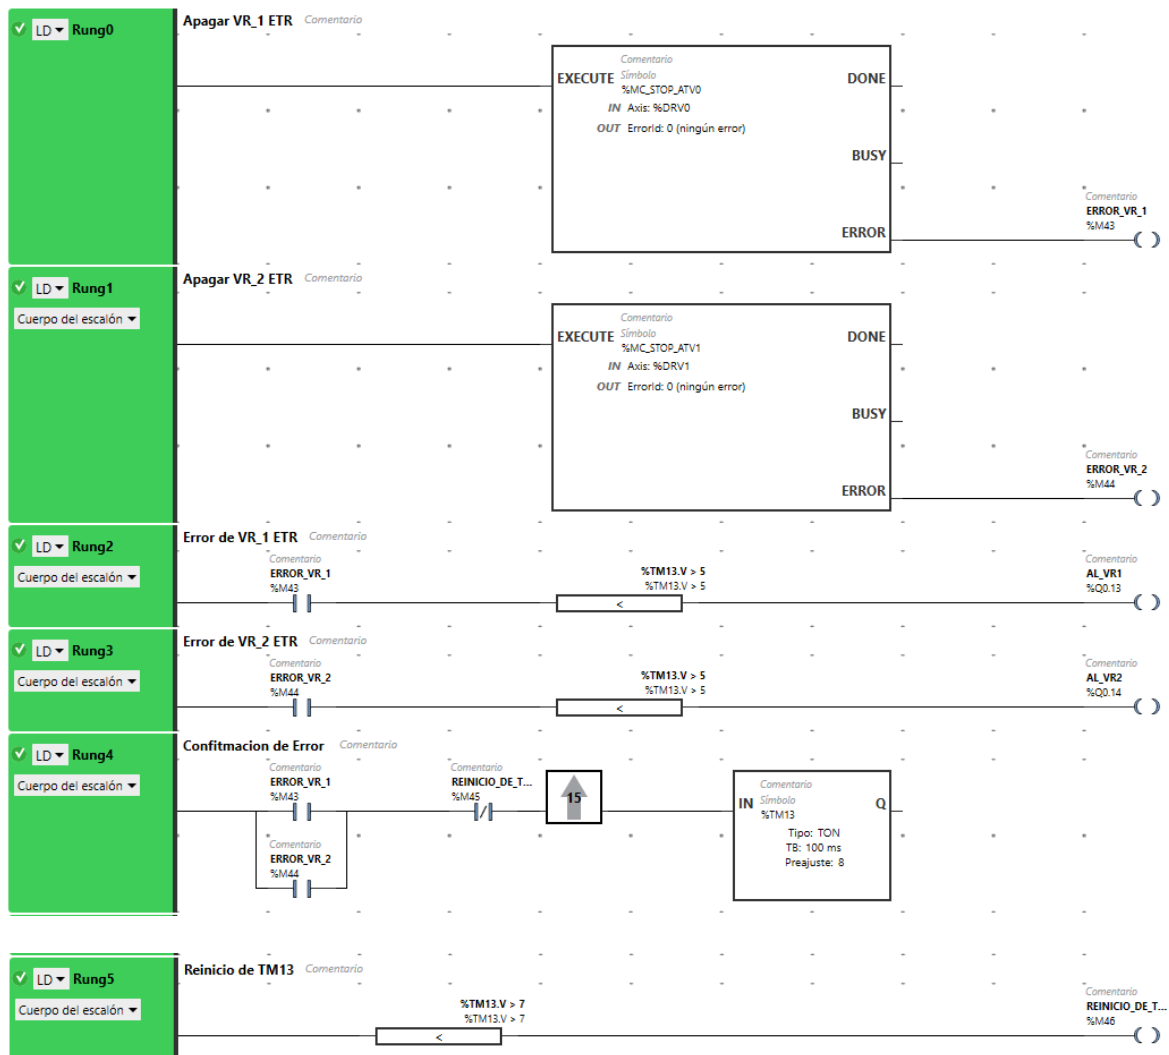 LD Rung0
Apagar VR_1 ETR Comentario
Comentario
EXECUTE Símbolo DONE
%MC_STOP_ATV0
IN Axis: %DRV0
OUT ErrorId: 0 (ningún error)
BUSY
Comentario
ERROR_VR_1
%M43
ERROR
( )
LD Rung1
Apagar VR_2 ETR Comentario
Cuerpo del escalón
Comentario
EXECUTE Símbolo DONE
%MC_STOP_ATV1
IN Axis: %DRV1
OUT ErrorId: 0 (ningún error)
BUSY
Comentario
ERROR_VR_2
%M44
ERROR
( )
LD Rung2
Error de VR_1 ETR Comentario
Cuerpo del escalón
Comentario
ERROR_VR_1
%M43
%TM13.V > 5
%TM13.V > 5
<
Comentario
AL_VR1
%Q0.13
( )
LD Rung3
Error de VR_2 ETR Comentario
Cuerpo del escalón
Comentario
ERROR_VR_2
%M44
%TM13.V > 5
%TM13.V > 5
<
Comentario
AL_VR2
%Q0.14
( )
LD Rung4
Confitmacion de Error Comentario
Cuerpo del escalón
Comentario
ERROR_VR_1
%M43
Comentario
REINICIO_DE_T...
%M45
/
15
Comentario
IN Símbolo Q
%TM13
Tipo: TON
TB: 100 ms
Preajuste: 8
Comentario
ERROR_VR_2
%M44
LD Rung5
Reinicio de TM13 Comentario
Cuerpo del escalón
%TM13.V > 7
%TM13.V > 7
<
Comentario
REINICIO_DE_T...
%M46
( )